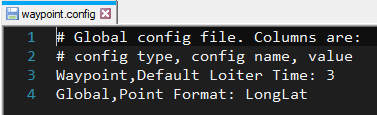 waypoint.config
1 # Global config file. Columns are:
2 # config type, config name, value
3 Waypoint,Default Loiter Time: 3
4 Global,Point Format: LongLat